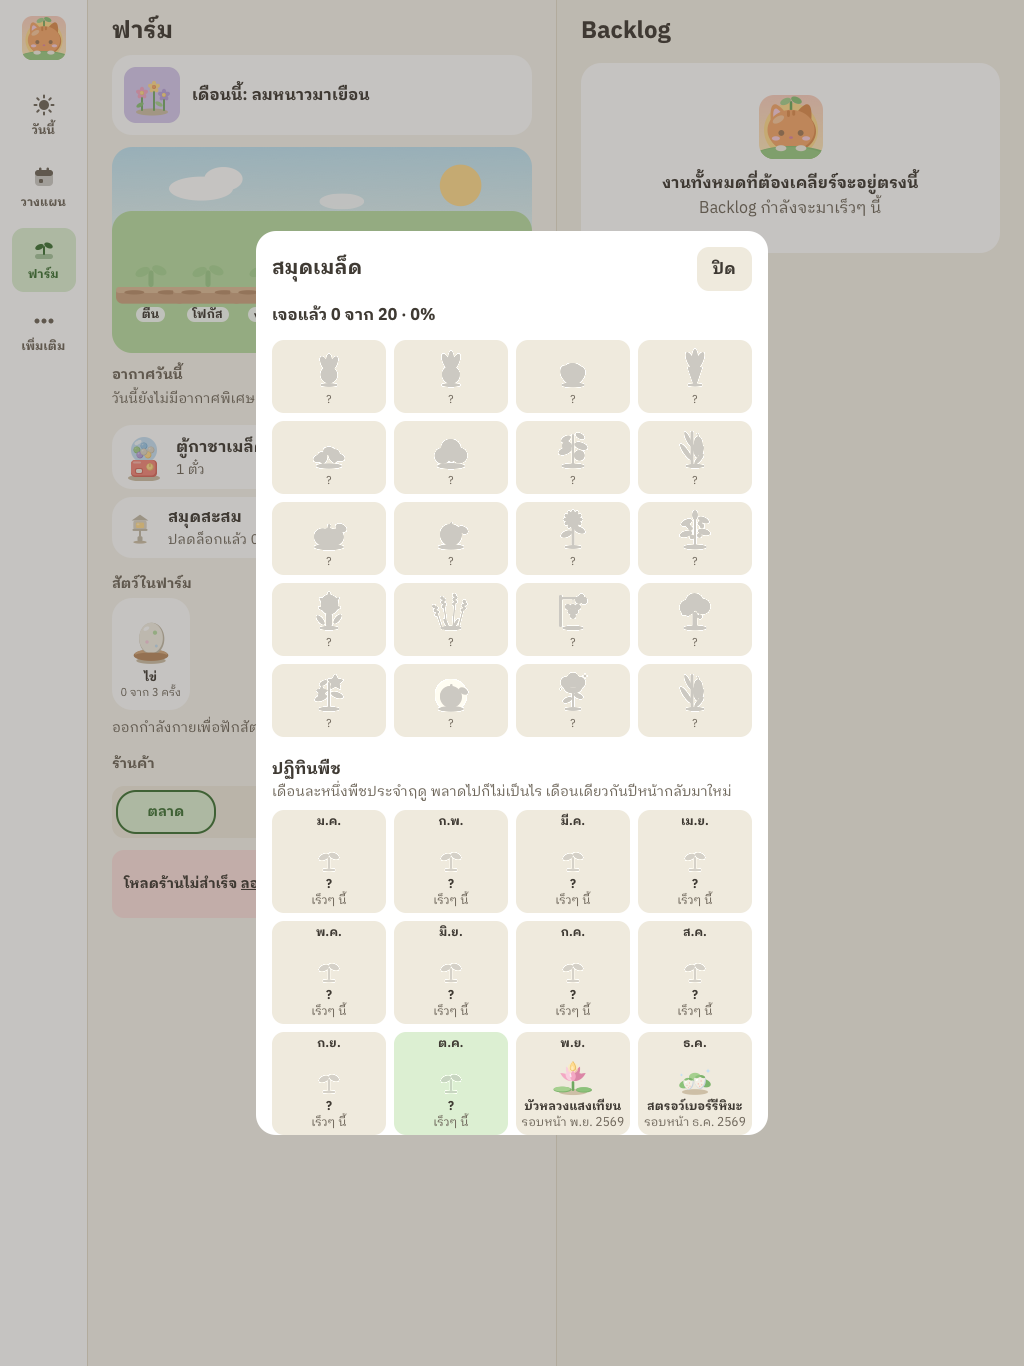 วันนี้
วางแผน
ฟาร์ม
เพิ่มเติม
ฟาร์ม
เดือนนี้: ลมหนาวมาเยือน
ตื่น
โฟกัส
อากาศวันนี้
วันนี้ยังไม่มีอากาศพิเศษ
ตู้กาชาเมล็ด
1 ตั๋ว
สมุดสะสม
ปลดล็อกแล้ว 0
สัตว์ในฟาร์ม
ไข่
0 จาก 3 ครั้ง
ออกกำลังกายเพื่อฟักสัต
ร้านค้า
ตลาด
โหลดร้านไม่สำเร็จ ลอ
Backlog
งานทั้งหมดที่ต้องเคลียร์จะอยู่ตรงนี้
Backlog กำลังจะมาเร็วๆ นี้
สมุดเมล็ด
ปิด
เจอแล้ว 0 จาก 20 · 0%
? ? ? ?
? ? ? ?
? ? ? ?
? ? ? ?
? ? ? ?
ปฏิทินพืช
เดือนละหนึ่งพืชประจำฤดู พลาดไปก็ไม่เป็นไร เดือนเดียวกันปีหน้ากลับมาใหม่
ม.ค. ก.พ. มี.ค. เม.ย.
? ? ? ?
เร็วๆ นี้ เร็วๆ นี้ เร็วๆ นี้ เร็วๆ นี้
พ.ค. มิ.ย. ก.ค. ส.ค.
? ? ? ?
เร็วๆ นี้ เร็วๆ นี้ เร็วๆ นี้ เร็วๆ นี้
ก.ย. ต.ค. พ.ย. ธ.ค.
? ? บัวหลวงแสงเทียน สตรอว์เบอร์รีหิมะ
เร็วๆ นี้ เร็วๆ นี้ รอบหน้า พ.ย. 2569 รอบหน้า ธ.ค. 2569